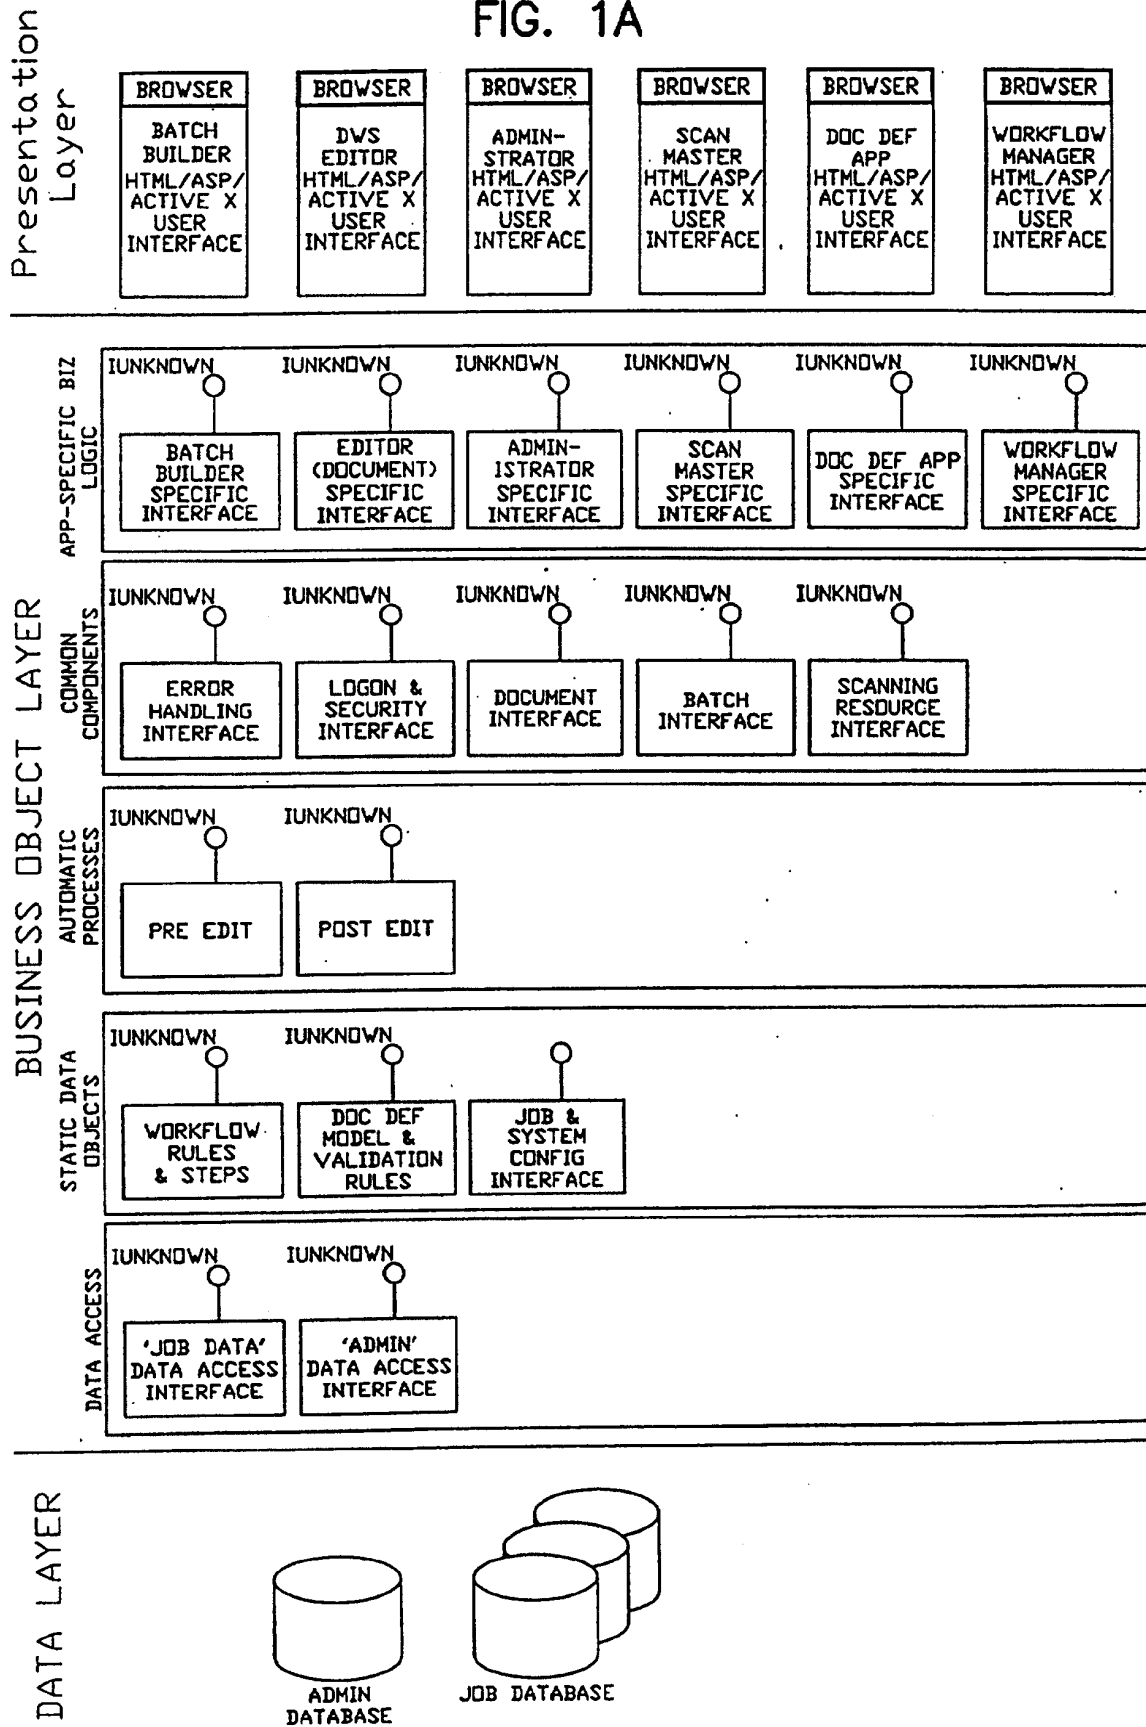 FIG. 1A
Presentation
Layer
BROWSER
BATCH
BUILDER
HTML/ASP/
ACTIVE X
USER
INTERFACE
BROWSER
DWS
EDITOR
HTML/ASP/
ACTIVE X
USER
INTERFACE
BROWSER
ADMIN-
STRATOR
HTML/ASP/
ACTIVE X
USER
INTERFACE
BROWSER
SCAN
MASTER
HTML/ASP/
ACTIVE X
USER
INTERFACE
BROWSER
DOC DEF
APP
HTML/ASP/
ACTIVE X
USER
INTERFACE
BROWSER
WORKFLOW
MANAGER
HTML/ASP/
ACTIVE X
USER
INTERFACE
BUSINESS OBJECT LAYER
APP-SPECIFIC BIZ
LOGIC
IUNKNOWN
BATCH
BUILDER
SPECIFIC
INTERFACE
IUNKNOWN
EDITOR
(DOCUMENT)
SPECIFIC
INTERFACE
IUNKNOWN
ADMIN-
ISTRATOR
SPECIFIC
INTERFACE
IUNKNOWN
SCAN
MASTER
SPECIFIC
INTERFACE
IUNKNOWN
DOC DEF APP
SPECIFIC
INTERFACE
IUNKNOWN
WORKFLOW
MANAGER
SPECIFIC
INTERFACE
COMMON
COMPONENTS
IUNKNOWN
ERROR
HANDLING
INTERFACE
IUNKNOWN
LOGON &
SECURITY
INTERFACE
IUNKNOWN
DOCUMENT
INTERFACE
IUNKNOWN
BATCH
INTERFACE
IUNKNOWN
SCANNING
RESOURCE
INTERFACE
AUTOMATIC
PROCESSES
IUNKNOWN
PRE EDIT
IUNKNOWN
POST EDIT
STATIC DATA
OBJECTS
IUNKNOWN
WORKFLOW
RULES
& STEPS
IUNKNOWN
DOC DEF
MODEL &
VALIDATION
RULES
JOB &
SYSTEM
CONFIG
INTERFACE
DATA ACCESS
IUNKNOWN
'JOB DATA'
DATA ACCESS
INTERFACE
IUNKNOWN
'ADMIN'
DATA ACCESS
INTERFACE
DATA LAYER
ADMIN
DATABASE
JOB DATABASE